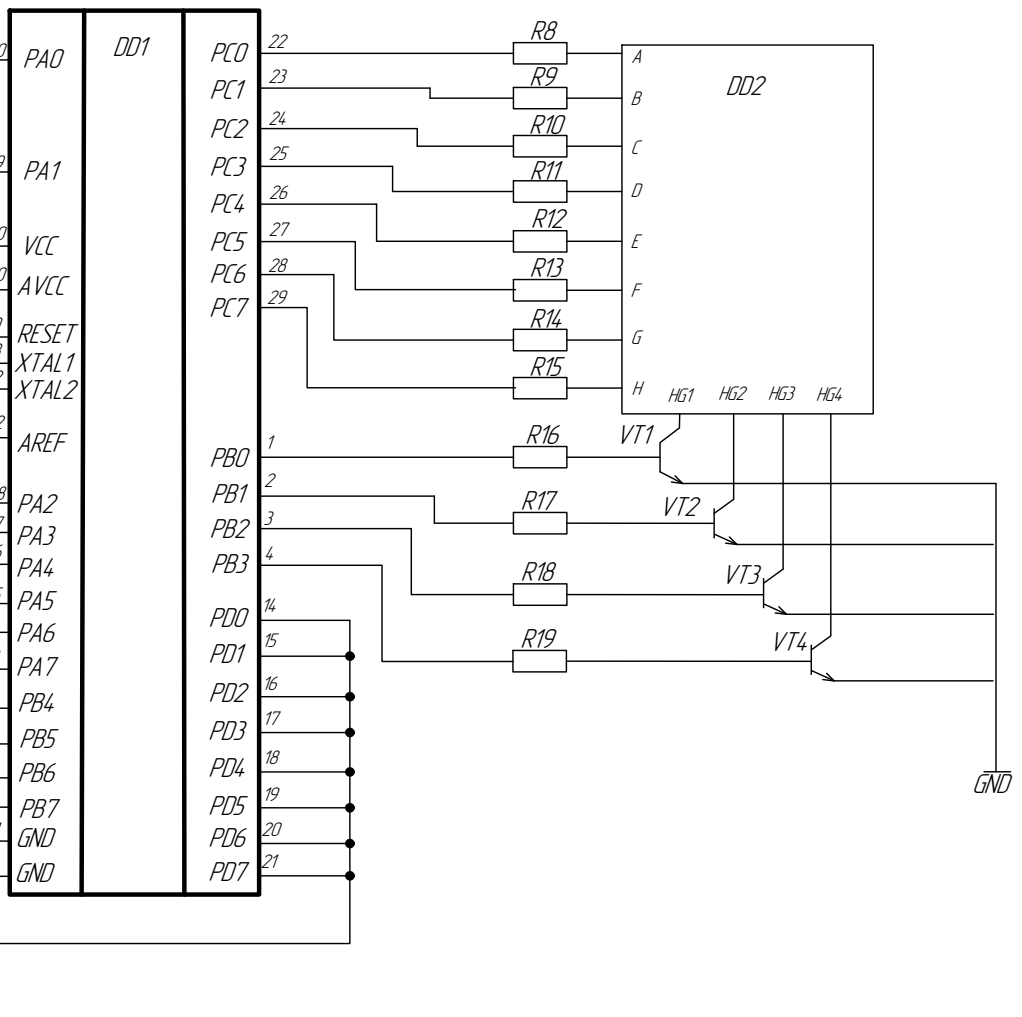 DD1
PA0
PA1
VCC
AVCC
RESET
XTAL1
XTAL2
AREF
PA2
PA3
PA4
PA5
PA6
PA7
PB4
PB5
PB6
PB7
GND
GND
PC0 22
PC1 23
PC2 24
PC3 25
PC4 26
PC5 27
PC6 28
PC7 29
PB0 1
PB1 2
PB2 3
PB3 4
PD0 14
PD1 15
PD2 16
PD3 17
PD4 18
PD5 19
PD6 20
PD7 21
R8
R9
R10
R11
R12
R13
R14
R15
R16
R17
R18
R19
DD2
A
B
C
D
E
F
G
H
HG1 HG2 HG3 HG4
VT1
VT2
VT3
VT4
GND